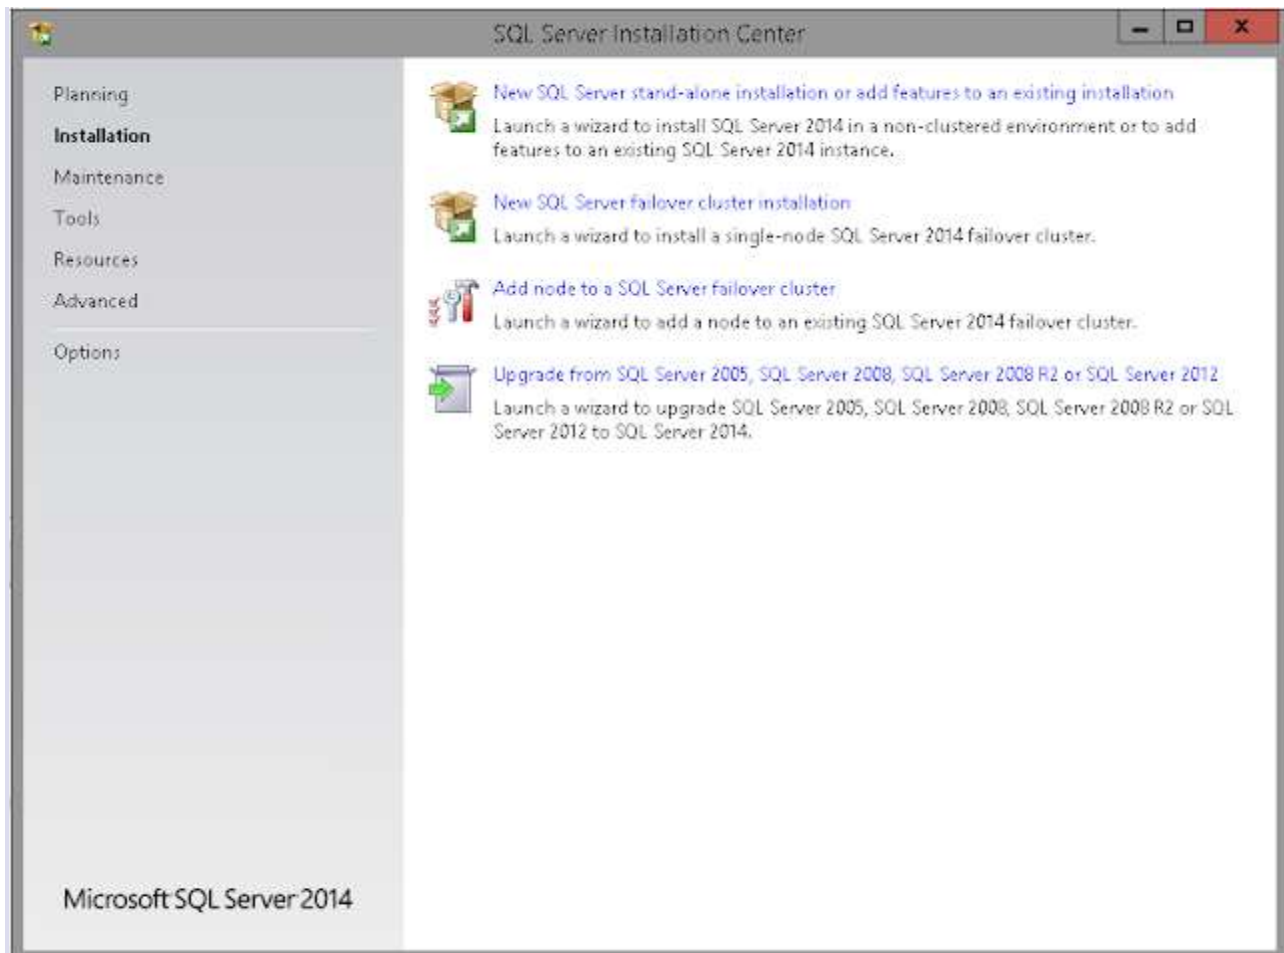 SQL Server Installation Center
Planning
Installation
Maintenance
Tools
Resources
Advanced
Options
Microsoft SQL Server 2014
New SQL Server stand-alone installation or add features to an existing installation
Launch a wizard to install SQL Server 2014 in a non-clustered environment or to add
features to an existing SQL Server 2014 instance.
New SQL Server failover cluster installation
Launch a wizard to install a single-node SQL Server 2014 failover cluster.
Add node to a SQL Server failover cluster
Launch a wizard to add a node to an existing SQL Server 2014 failover cluster.
Upgrade from SQL Server 2005, SQL Server 2008, SQL Server 2008 R2 or SQL Server 2012
Launch a wizard to upgrade SQL Server 2005, SQL Server 2008, SQL Server 2008 R2 or SQL
Server 2012 to SQL Server 2014.